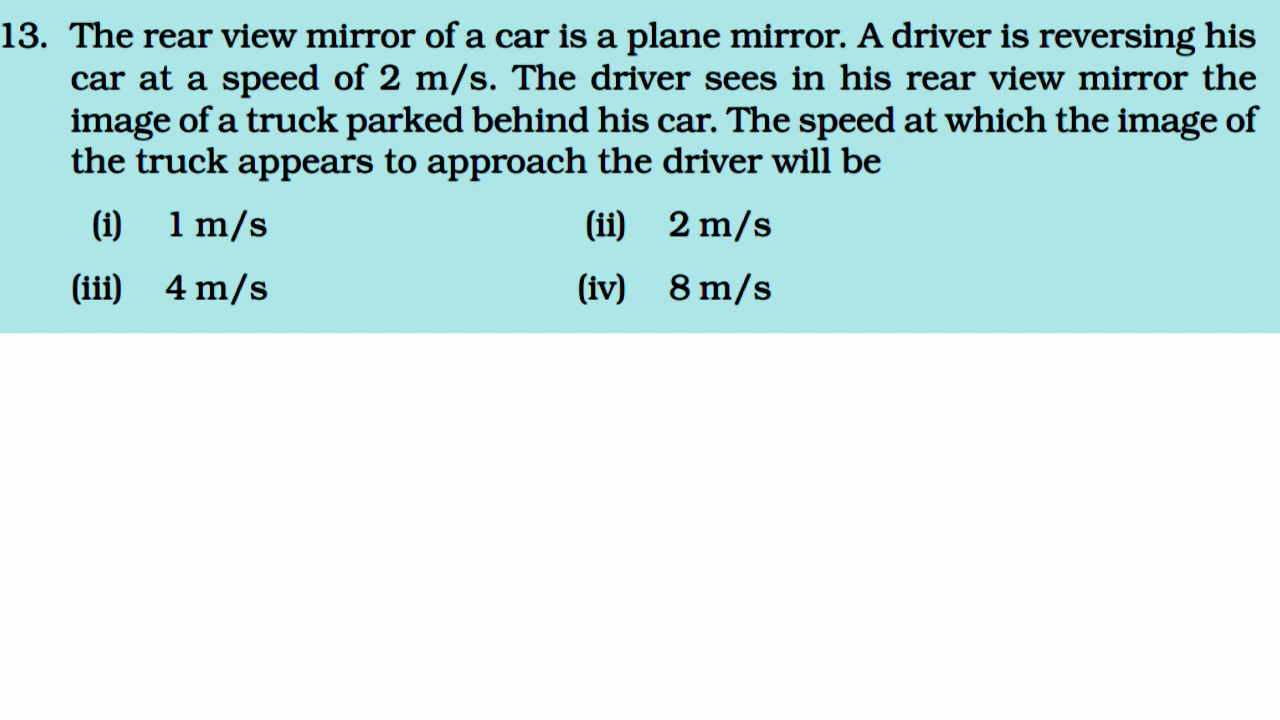 13. The rear view mirror of a car is a plane mirror. A driver is reversing his
car at a speed of 2 m/s. The driver sees in his rear view mirror the
image of a truck parked behind his car. The speed at which the image of
the truck appears to approach the driver will be
(i) 1 m/s (ii) 2 m/s
(iii) 4 m/s (iv) 8 m/s